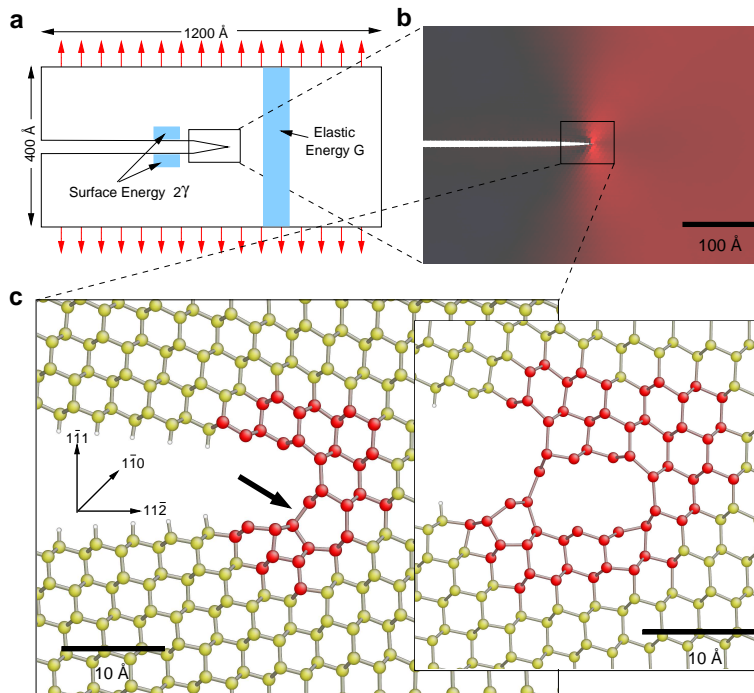 a
1200 Å
400 Å
Elastic
Energy G
Surface Energy 2γ
b
100 Å
c
11̄1
11̄0
112̄
10 Å
10 Å